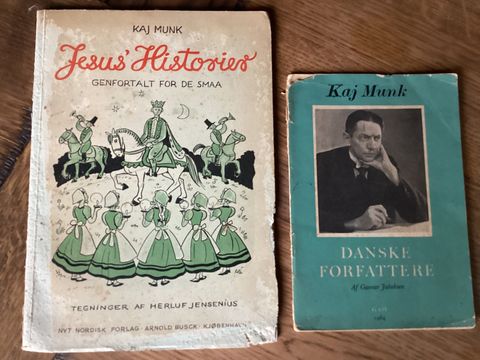 KAJ MUNK
Jesus' Historier
GENFORTALT FOR DE SMAA
TEGNINGER AF HERLUF JENSENIUS
NYT NORDISK FORLAG · ARNOLD BUSCK · KJØBENHAVN
Kaj Munk
DANSKE
FORFATTERE
Af Gunnar
1964